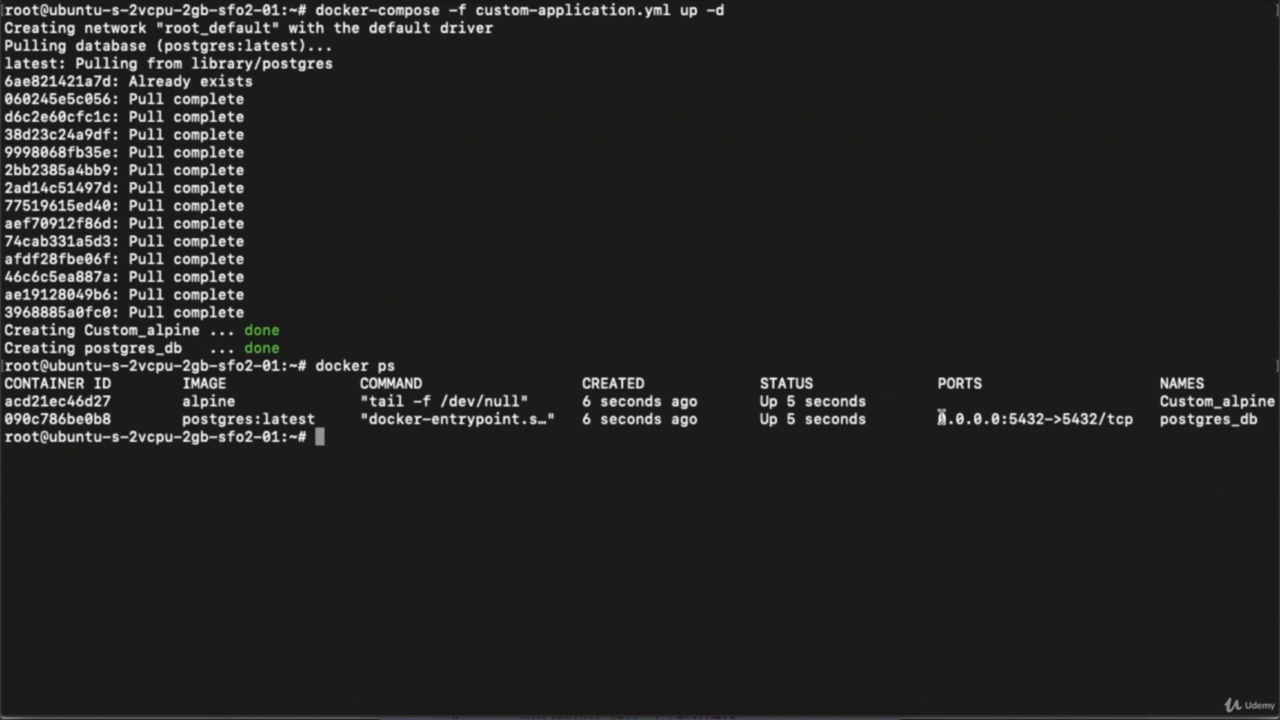 root@ubuntu-s-2vcpu-2gb-sfo2-01:~# docker-compose -f custom-application.yml up -d
Creating network "root_default" with the default driver
Pulling database (postgres:latest)...
latest: Pulling from library/postgres
6ae821421a7d: Already exists
060245e5c056: Pull complete
d6c2e60cfc1c: Pull complete
38d23c24a9df: Pull complete
9998068fb35e: Pull complete
2bb2385a4bb9: Pull complete
2ad14c51497d: Pull complete
77519615ed40: Pull complete
aef70912f86d: Pull complete
74cab331a5d3: Pull complete
afdf28fbe06f: Pull complete
46c6c5ea887a: Pull complete
ae19128049b6: Pull complete
3968885a0fc0: Pull complete
Creating Custom_alpine ... done
Creating postgres_db   ... done
root@ubuntu-s-2vcpu-2gb-sfo2-01:~# docker ps
CONTAINER ID        IMAGE               COMMAND                  CREATED             STATUS              PORTS                    NAMES
acd21ec46d27        alpine              "tail -f /dev/null"      6 seconds ago       Up 5 seconds                                 Custom_alpine
090c786be0b8        postgres:latest     "docker-entrypoint.s…"   6 seconds ago       Up 5 seconds        0.0.0.0:5432->5432/tcp   postgres_db
root@ubuntu-s-2vcpu-2gb-sfo2-01:~#
Udemy